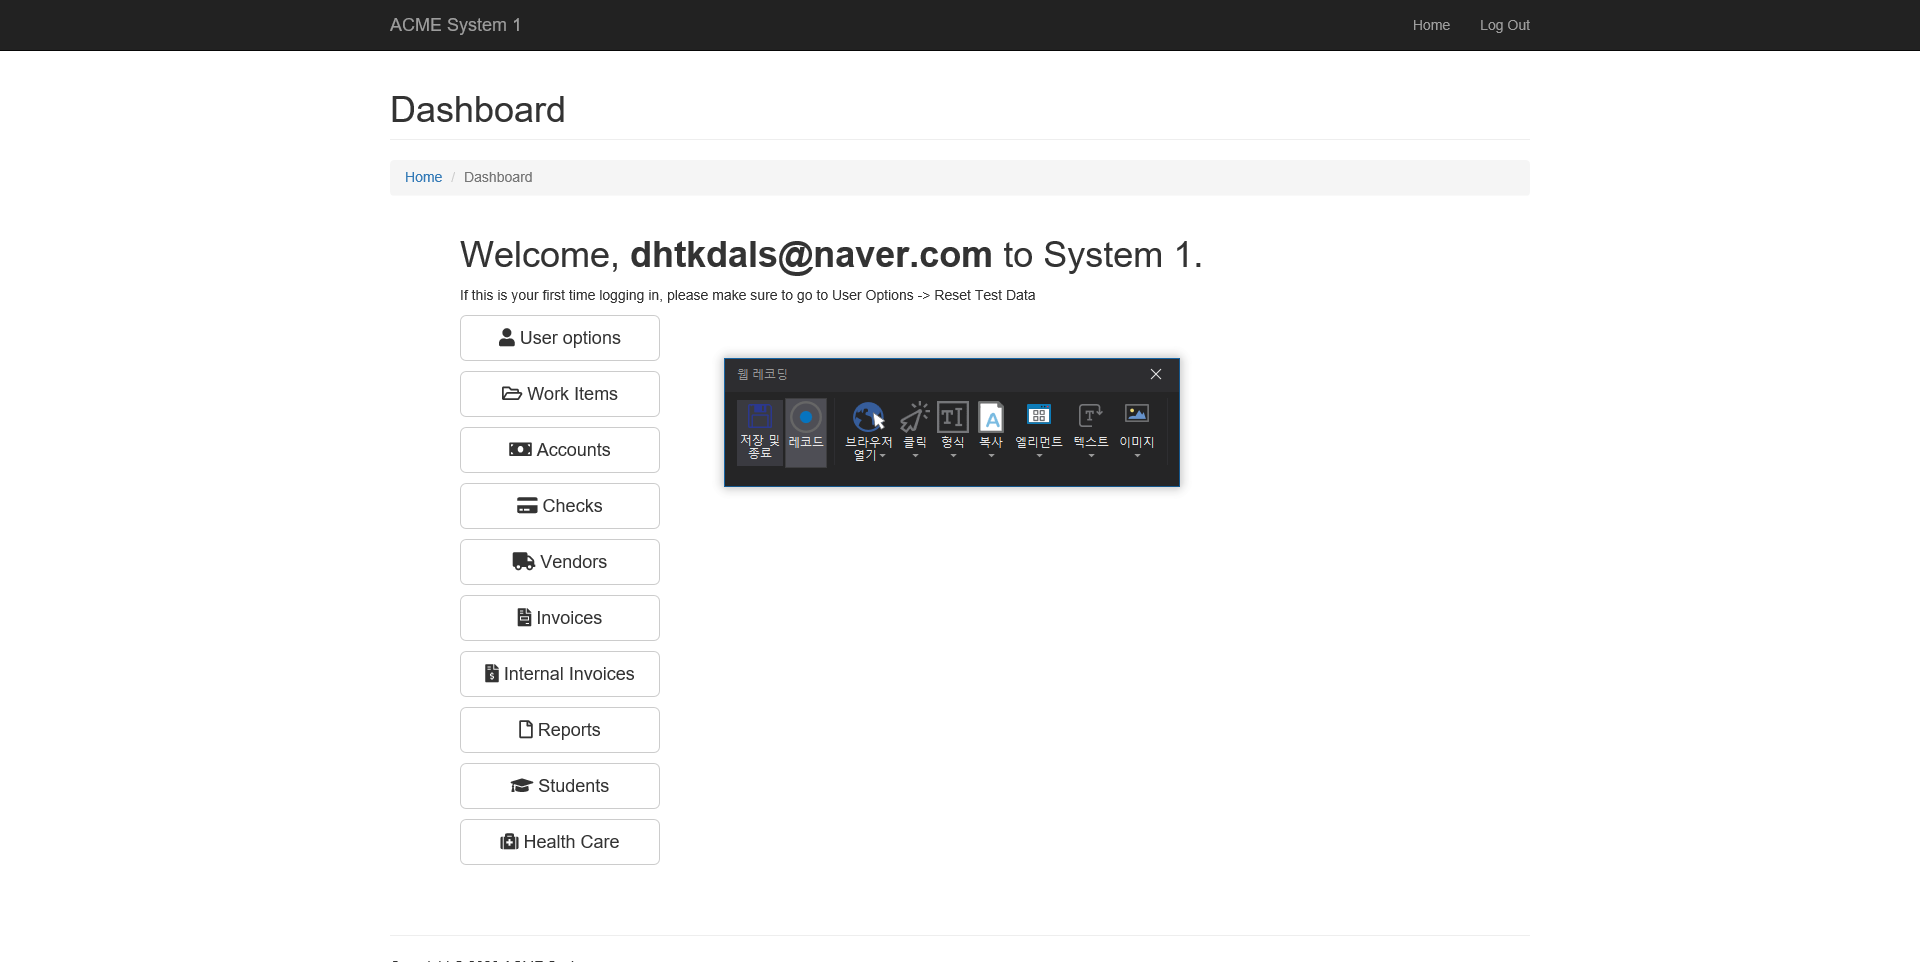 ACME System 1 Home Log Out
Dashboard
Home / Dashboard
Welcome, dhtkdals@naver.com to System 1.
If this is your first time logging in, please make sure to go to User Options -> Reset Test Data
User options
Work Items
Accounts
Checks
Vendors
Invoices
Internal Invoices
Reports
Students
Health Care
웹 레코딩
저장 및
종료
레코드
브라우저
열기
클릭
형식
복사
엘리먼트
텍스트
이미지